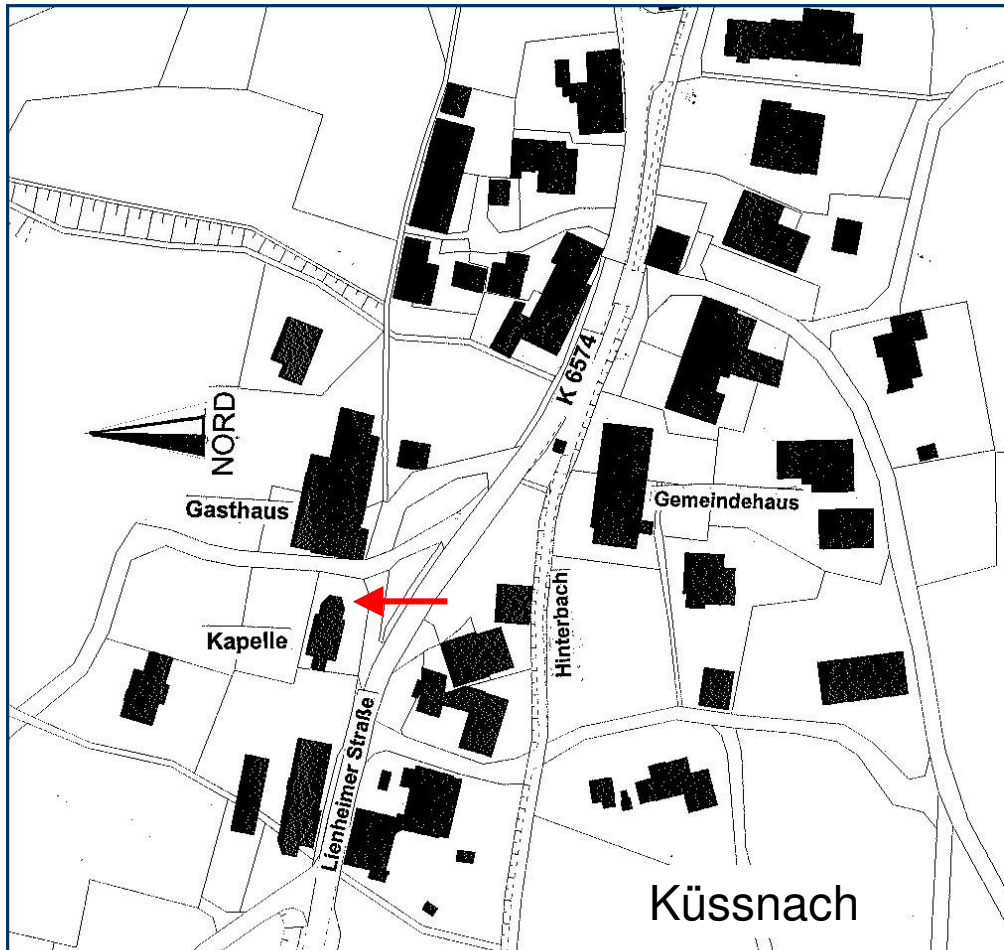 K 6574
NORD
Gasthaus
Gemeindehaus
Hinterbach
Kapelle
Lienheimer Straße
Küssnach